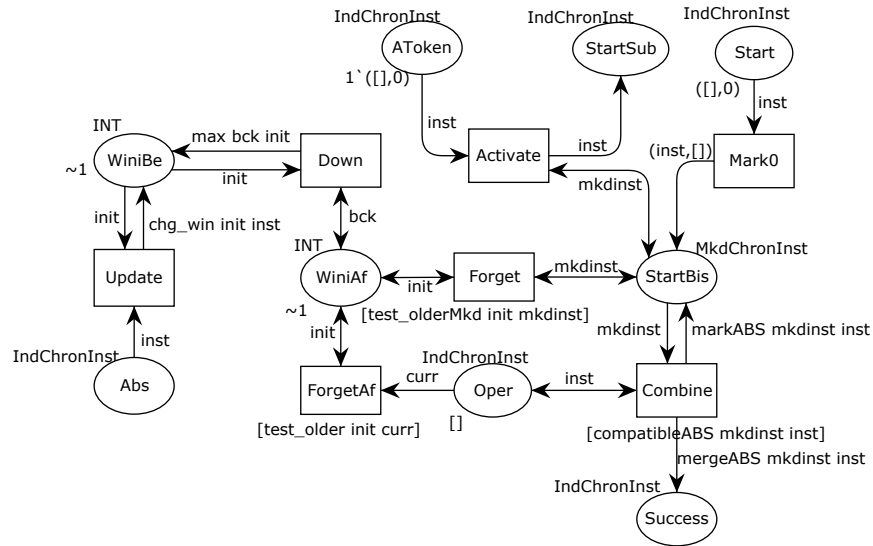 IndChronInst
IndChronInst
IndChronInst
AToken
StartSub
Start
1`([],0)
([],0)
inst
INT
max bck init
inst
WiniBe
Down
Activate
inst
(inst,[])
Mark0
~1
init
mkdinst
init
chg_win init inst
bck
INT
MkdChronInst
Update
WiniAf
init
Forget
mkdinst
StartBis
~1
[test_olderMkd init mkdinst]
inst
init
mkdinst
markABS mkdinst inst
IndChronInst
IndChronInst
Abs
ForgetAf
curr
Oper
inst
Combine
[test_older init curr]
[]
[compatibleABS mkdinst inst]
mergeABS mkdinst inst
IndChronInst
Success